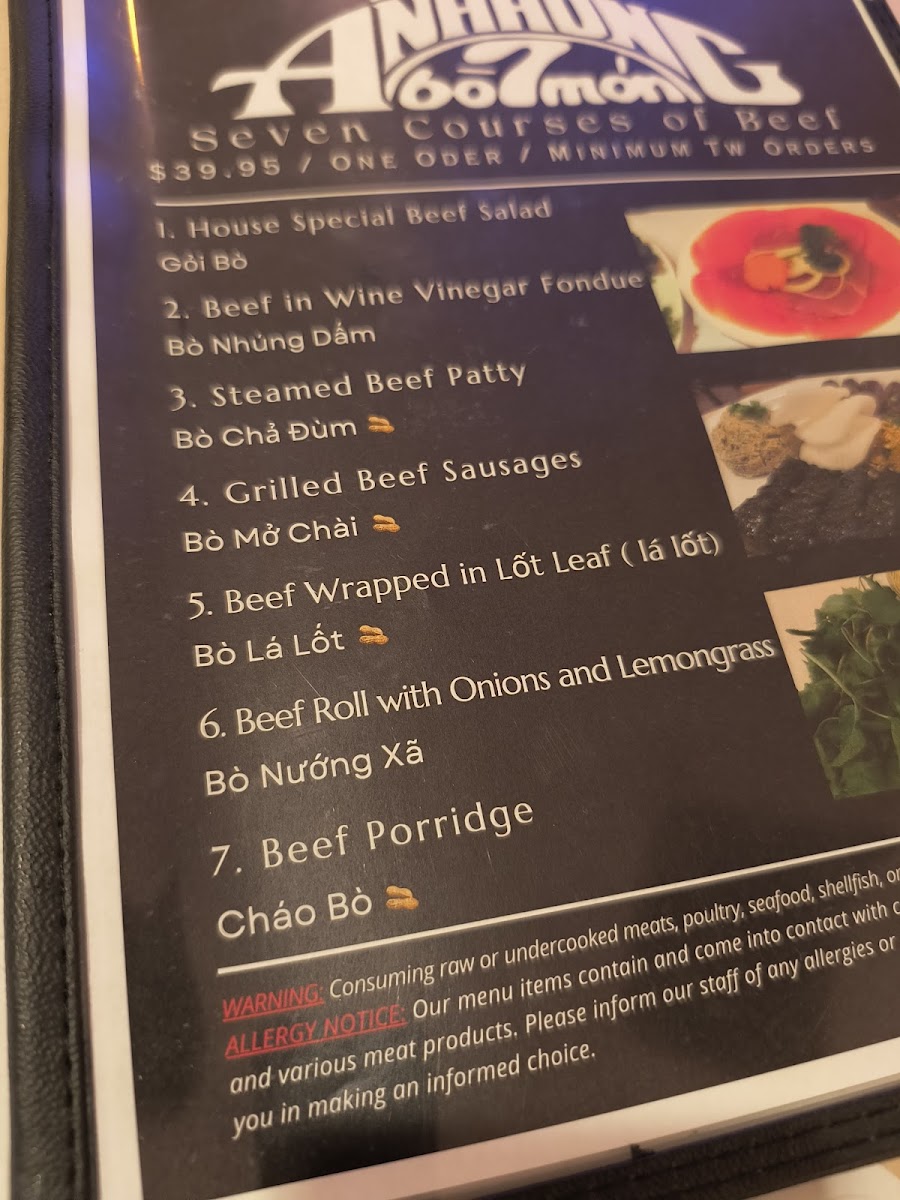 ANH HONG
bò 7 món
Seven Courses of Beef
$39.95 / One Oder / Minimum Tw Orders
1. House Special Beef Salad
Gỏi Bò
2. Beef in Wine Vinegar Fondue
Bò Nhúng Dấm
3. Steamed Beef Patty
Bò Chả Đùm
4. Grilled Beef Sausages
Bò Mở Chài
5. Beef Wrapped in Lốt Leaf ( lá lốt)
Bò Lá Lốt
6. Beef Roll with Onions and Lemongrass
Bò Nướng Xã
7. Beef Porridge
Cháo Bò
WARNING: Consuming raw or undercooked meats, poultry, seafood, shellfish, or
ALLERGY NOTICE: Our menu items contain and come into contact with
and various meat products. Please inform our staff of any allergies or
you in making an informed choice.